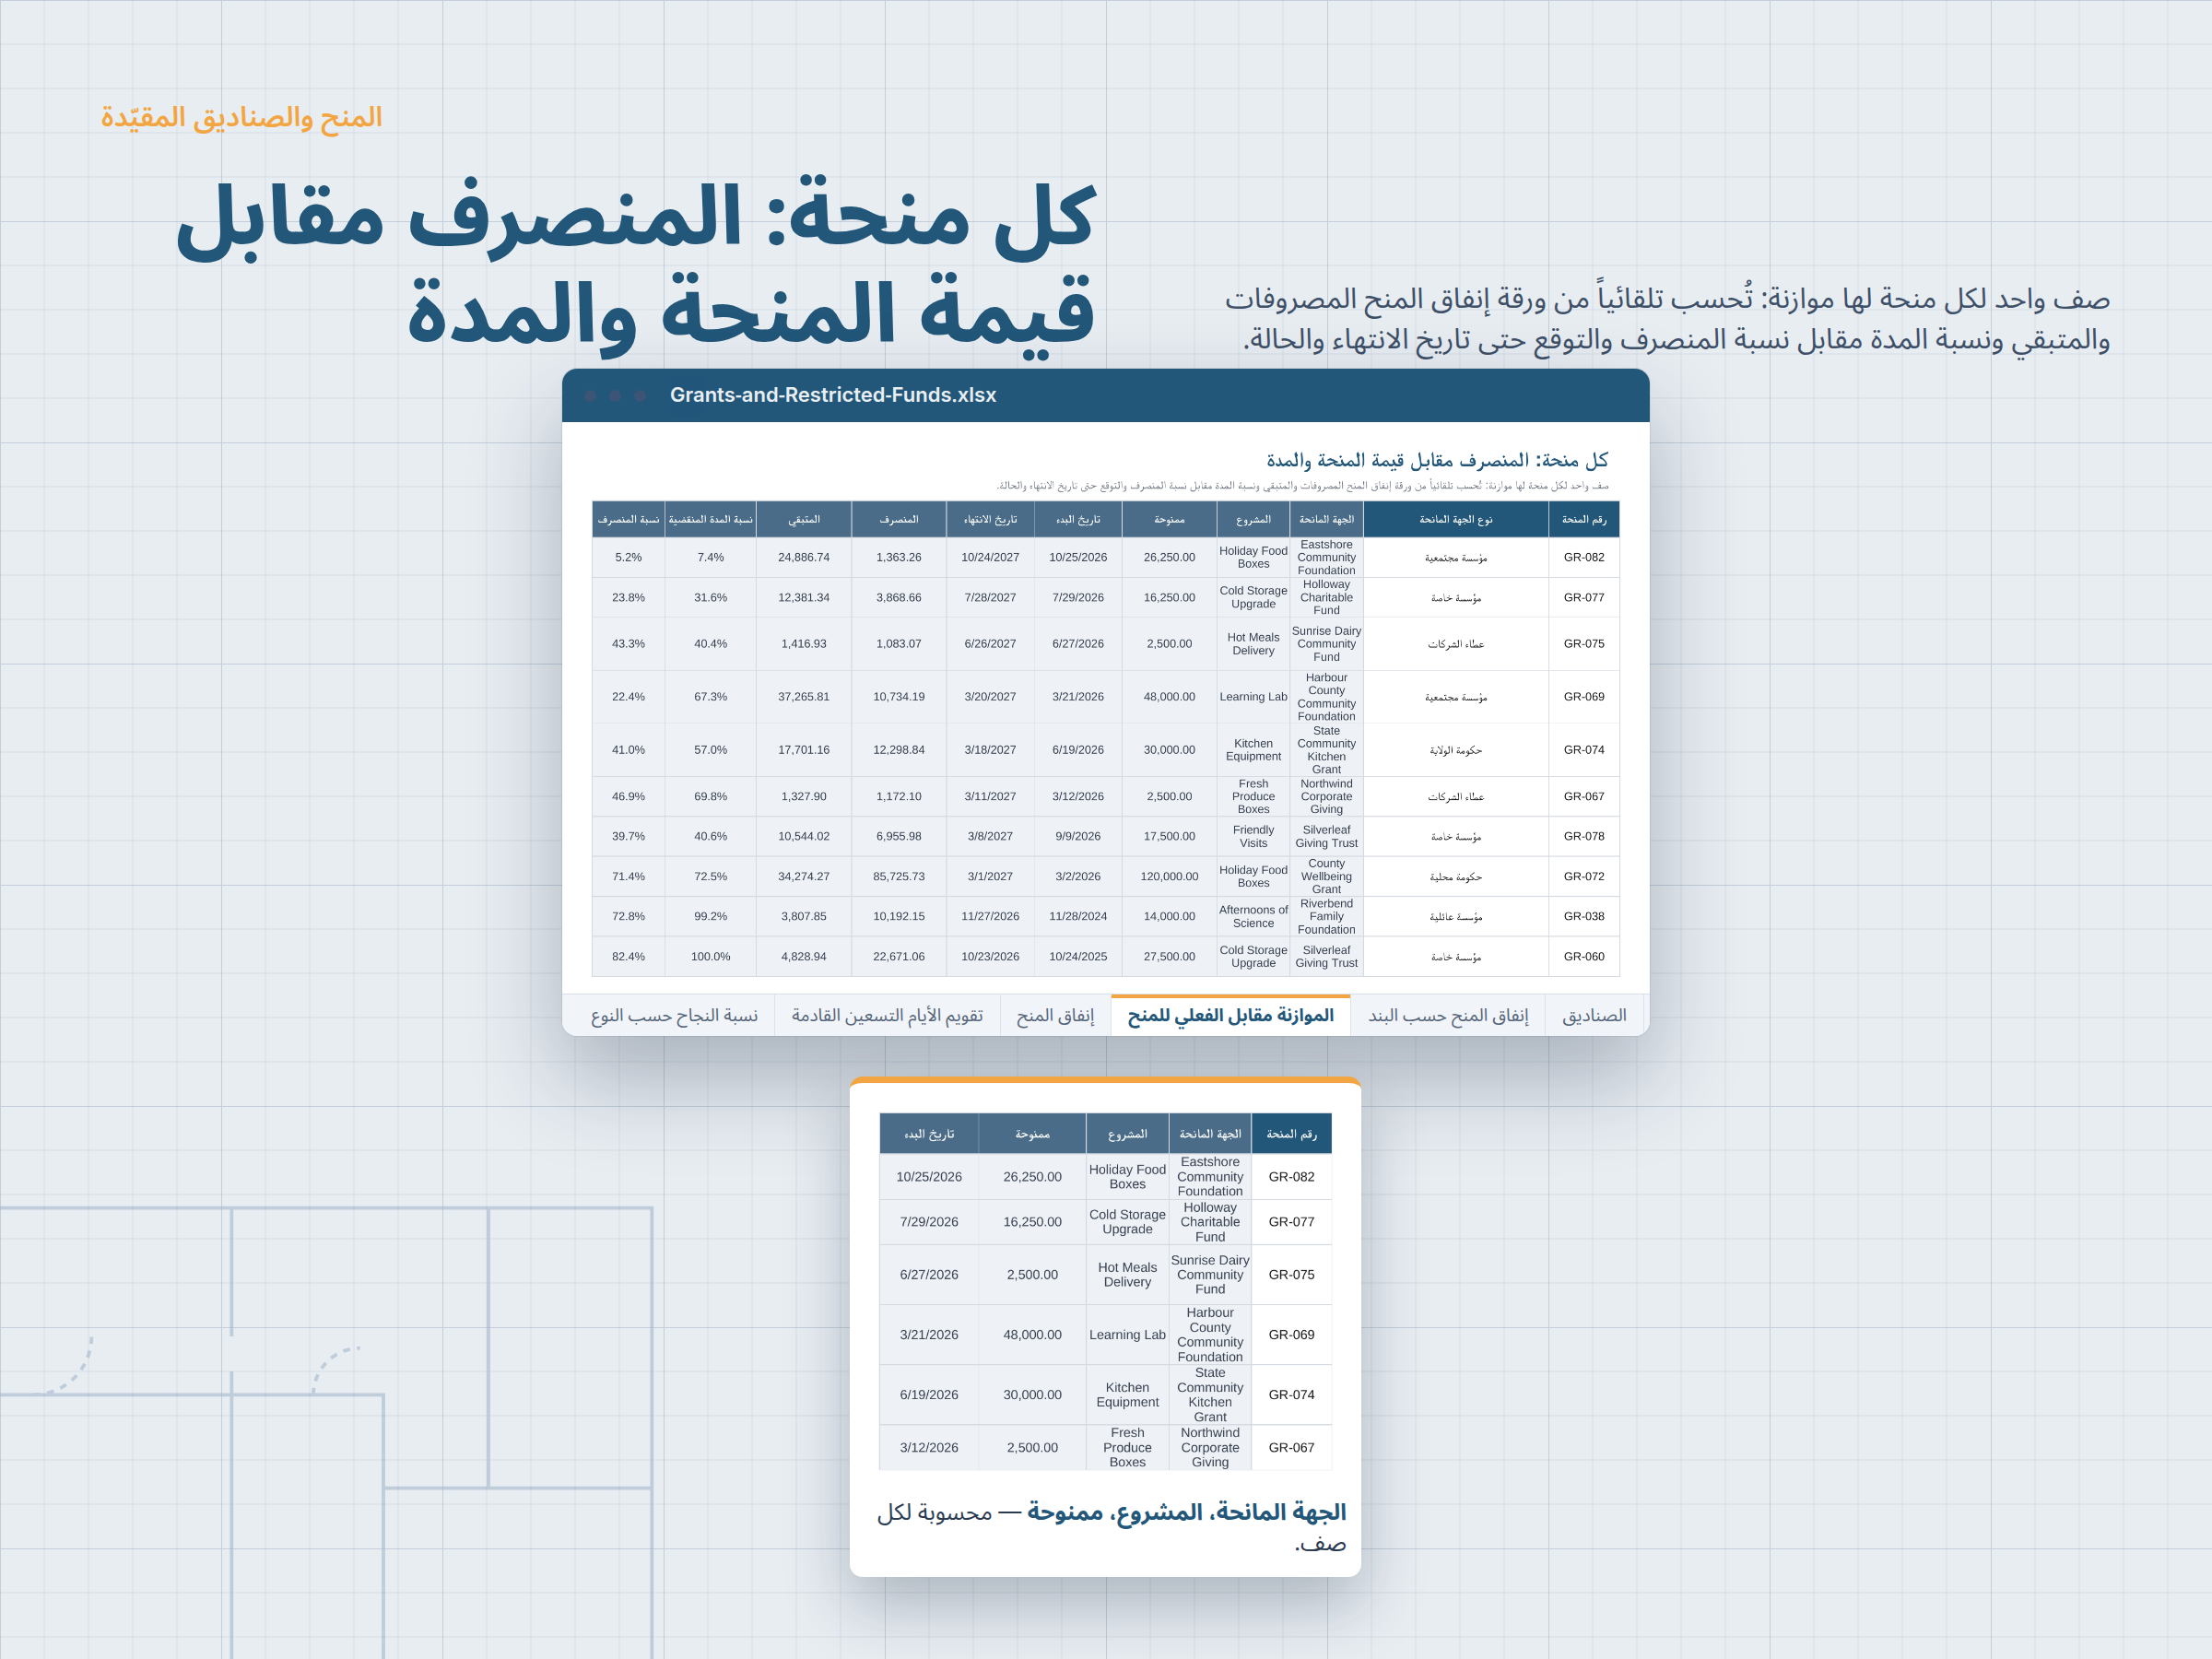 المنح والصناديق المقيّدة
كل منحة: المنصرف مقابل
قيمة المنحة والمدة
صف واحد لكل منحة لها موازنة: تُحسب تلقائياً من ورقة إنفاق المنح المصروفات
والمتبقي ونسبة المدة مقابل نسبة المنصرف والتوقع حتى تاريخ الانتهاء والحالة.
Grants-and-Restricted-Funds.xlsx
كل منحة: المنصرف مقابل قيمة المنحة والمدة
صف واحد لكل منحة لها موازنة: تُحسب تلقائياً من ورقة إنفاق المنح المصروفات والمتبقي ونسبة المدة مقابل نسبة المنصرف والتوقع حتى تاريخ الانتهاء والحالة.
رقم المنحة نوع الجهة المانحة الجهة المانحة المشروع ممنوحة تاريخ البدء تاريخ الانتهاء المنصرف المتبقي نسبة المدة المنقضية نسبة المنصرف
GR-082 مؤسسة مجتمعية Eastshore Community Foundation Holiday Food Boxes 26,250.00 10/25/2026 10/24/2027 1,363.26 24,886.74 7.4% 5.2%
GR-077 مؤسسة خاصة Holloway Charitable Fund Cold Storage Upgrade 16,250.00 7/29/2026 7/28/2027 3,868.66 12,381.34 31.6% 23.8%
GR-075 عطاء الشركات Sunrise Dairy Community Fund Hot Meals Delivery 2,500.00 6/27/2026 6/26/2027 1,083.07 1,416.93 40.4% 43.3%
GR-069 مؤسسة مجتمعية Harbour County Community Foundation Learning Lab 48,000.00 3/21/2026 3/20/2027 10,734.19 37,265.81 67.3% 22.4%
GR-074 حكومة الولاية State Community Kitchen Grant Kitchen Equipment 30,000.00 6/19/2026 3/18/2027 12,298.84 17,701.16 57.0% 41.0%
GR-067 عطاء الشركات Northwind Corporate Giving Fresh Produce Boxes 2,500.00 3/12/2026 3/11/2027 1,172.10 1,327.90 69.8% 46.9%
GR-078 مؤسسة خاصة Silverleaf Giving Trust Friendly Visits 17,500.00 9/9/2026 3/8/2027 6,955.98 10,544.02 40.6% 39.7%
GR-072 حكومة محلية County Wellbeing Grant Holiday Food Boxes 120,000.00 3/2/2026 3/1/2027 85,725.73 34,274.27 72.5% 71.4%
GR-038 مؤسسة عائلية Riverbend Family Foundation Afternoons of Science 14,000.00 11/28/2024 11/27/2026 10,192.15 3,807.85 99.2% 72.8%
GR-060 مؤسسة خاصة Silverleaf Giving Trust Cold Storage Upgrade 27,500.00 10/24/2025 10/23/2026 22,671.06 4,828.94 100.0% 82.4%
الصناديق إنفاق المنح حسب البند الموازنة مقابل الفعلي للمنح إنفاق المنح تقويم الأيام التسعين القادمة نسبة النجاح حسب النوع
رقم المنحة الجهة المانحة المشروع ممنوحة تاريخ البدء
GR-082 Eastshore Community Foundation Holiday Food Boxes 26,250.00 10/25/2026
GR-077 Holloway Charitable Fund Cold Storage Upgrade 16,250.00 7/29/2026
GR-075 Sunrise Dairy Community Fund Hot Meals Delivery 2,500.00 6/27/2026
GR-069 Harbour County Community Foundation Learning Lab 48,000.00 3/21/2026
GR-074 State Community Kitchen Grant Kitchen Equipment 30,000.00 6/19/2026
GR-067 Northwind Corporate Giving Fresh Produce Boxes 2,500.00 3/12/2026
الجهة المانحة، المشروع، ممنوحة — محسوبة لكل
صف.